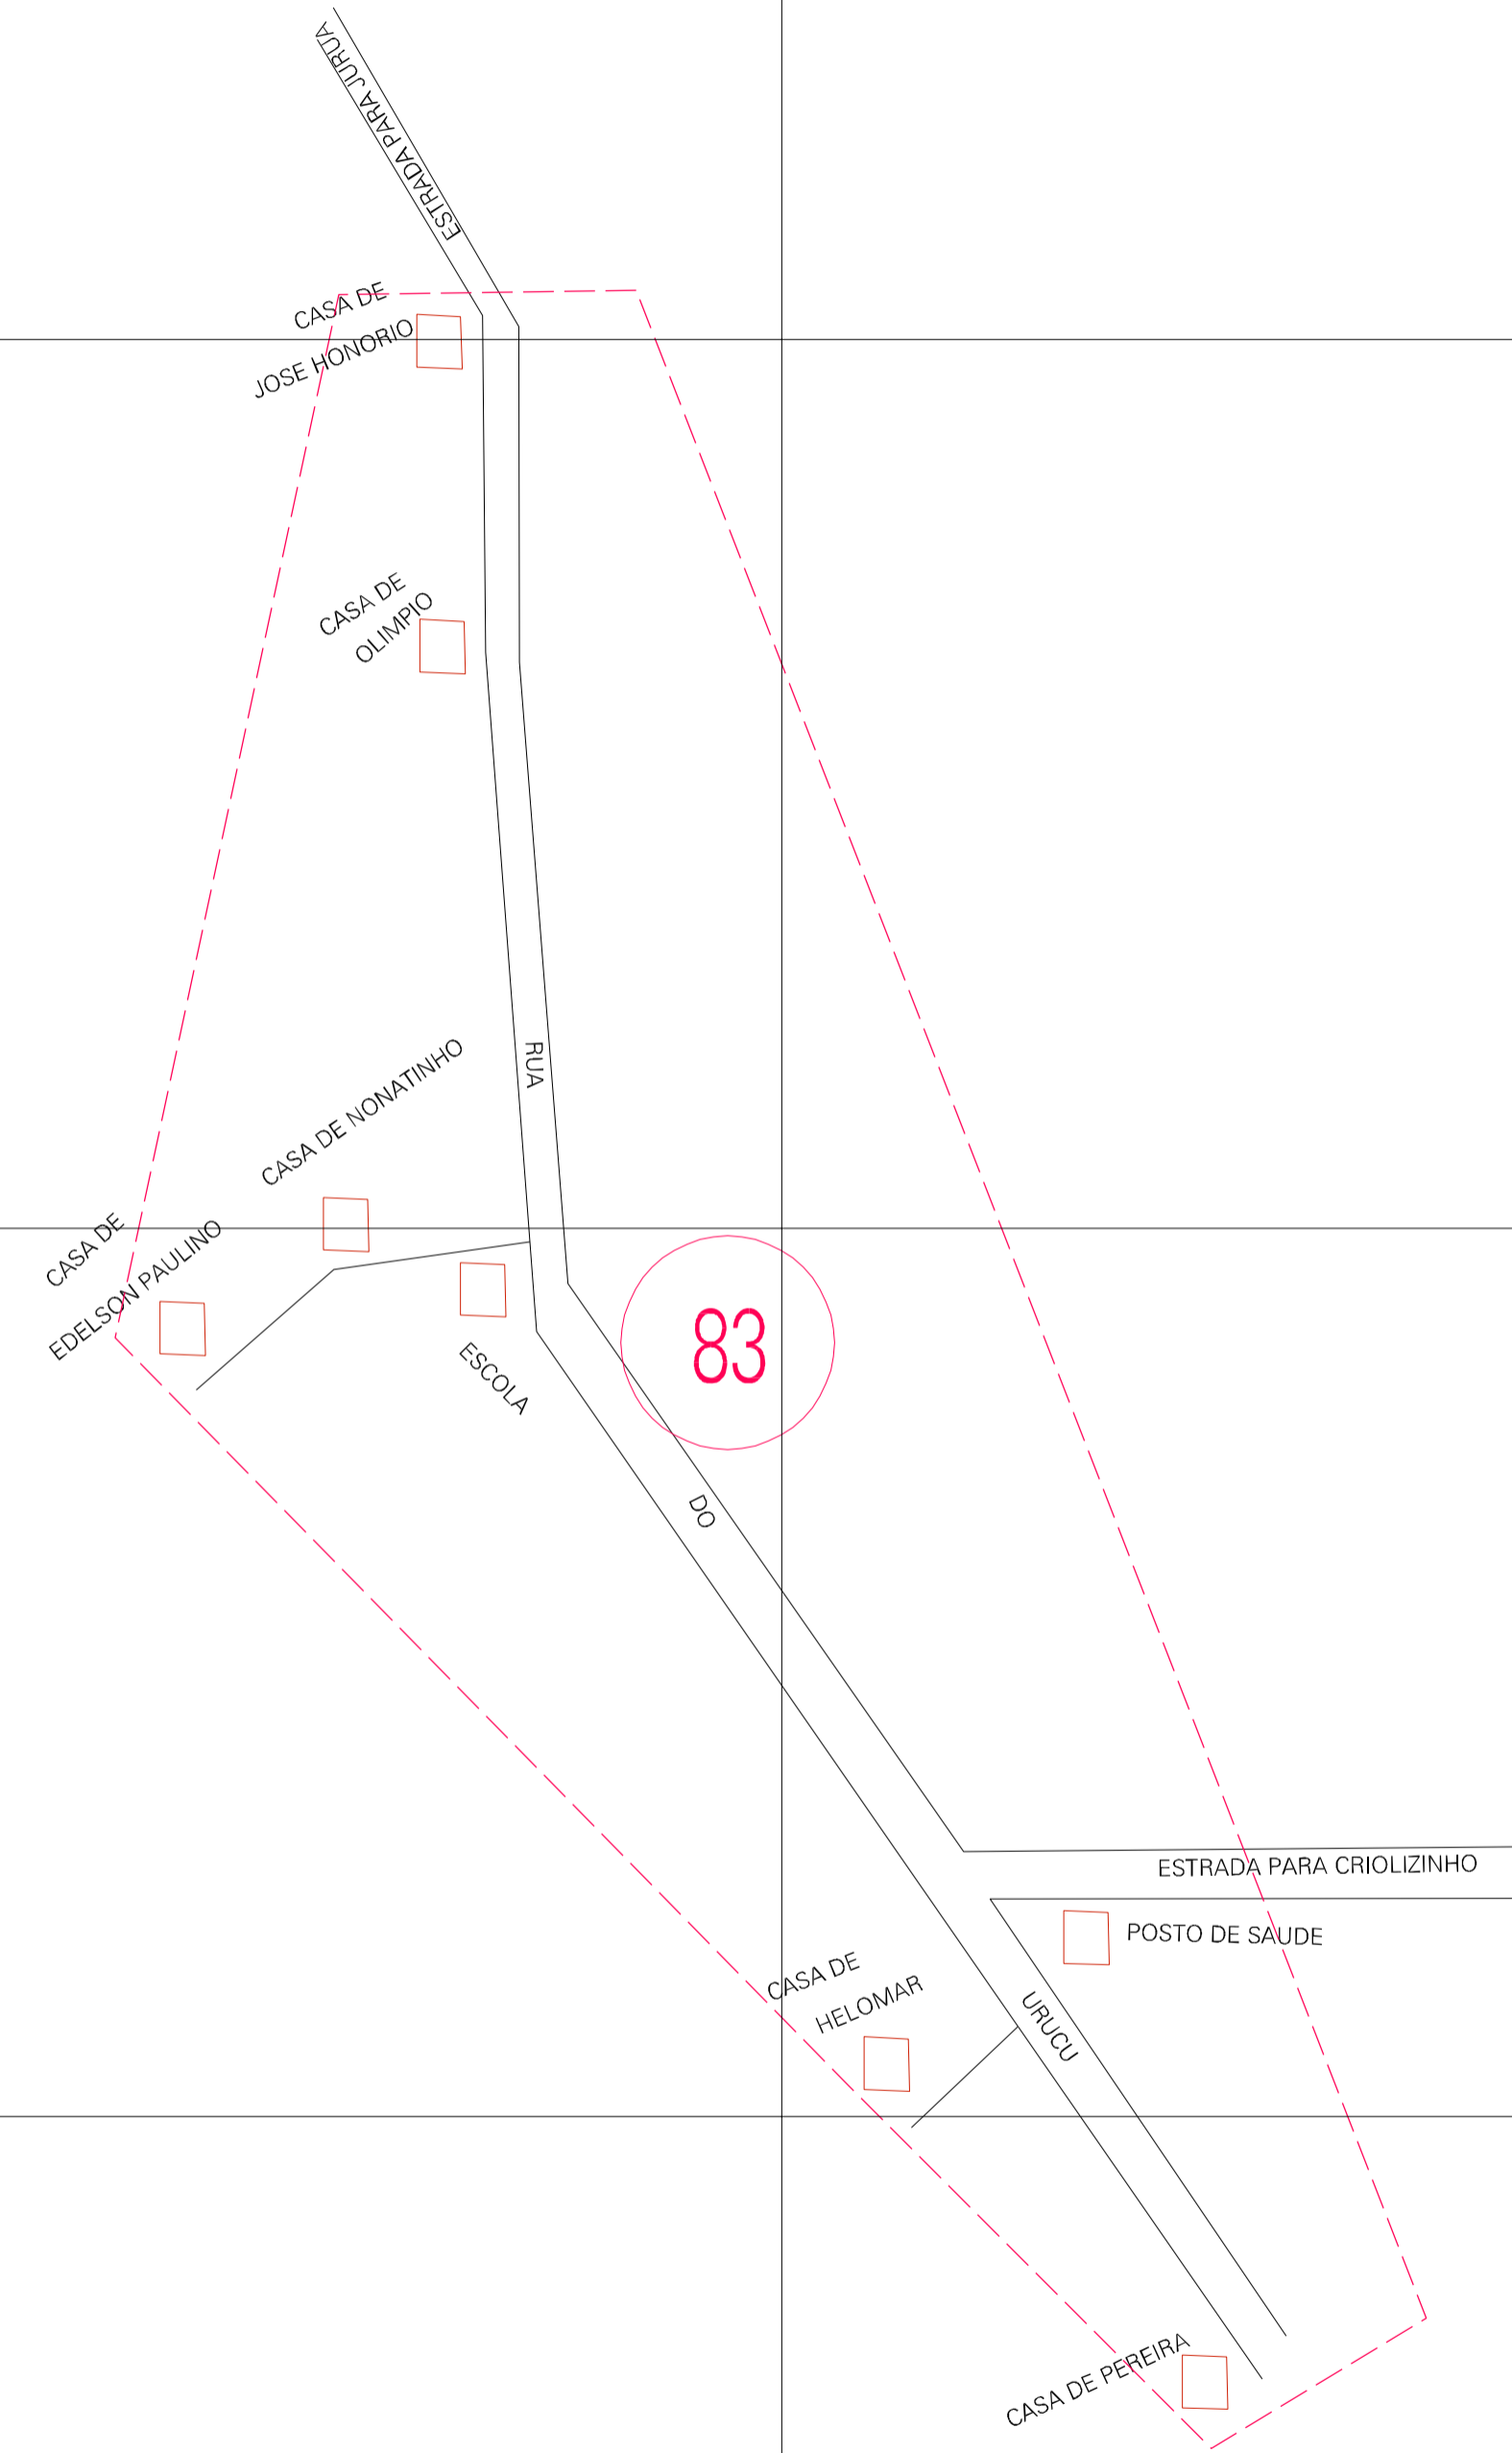 ESTRADA PARA JURUA
CASA DE
JOSE HONORIO
CASA DE
OLIMPIO
RUA
CASA DE NONATINHO
CASA DE
EDELSON PAULINO
83
ESCOLA
DO
ESTRADA PARA CRIOLIZINHO
POSTO DE SAUDE
CASA DE
HELOMAR
URUCU
CASA DE PEREIRA